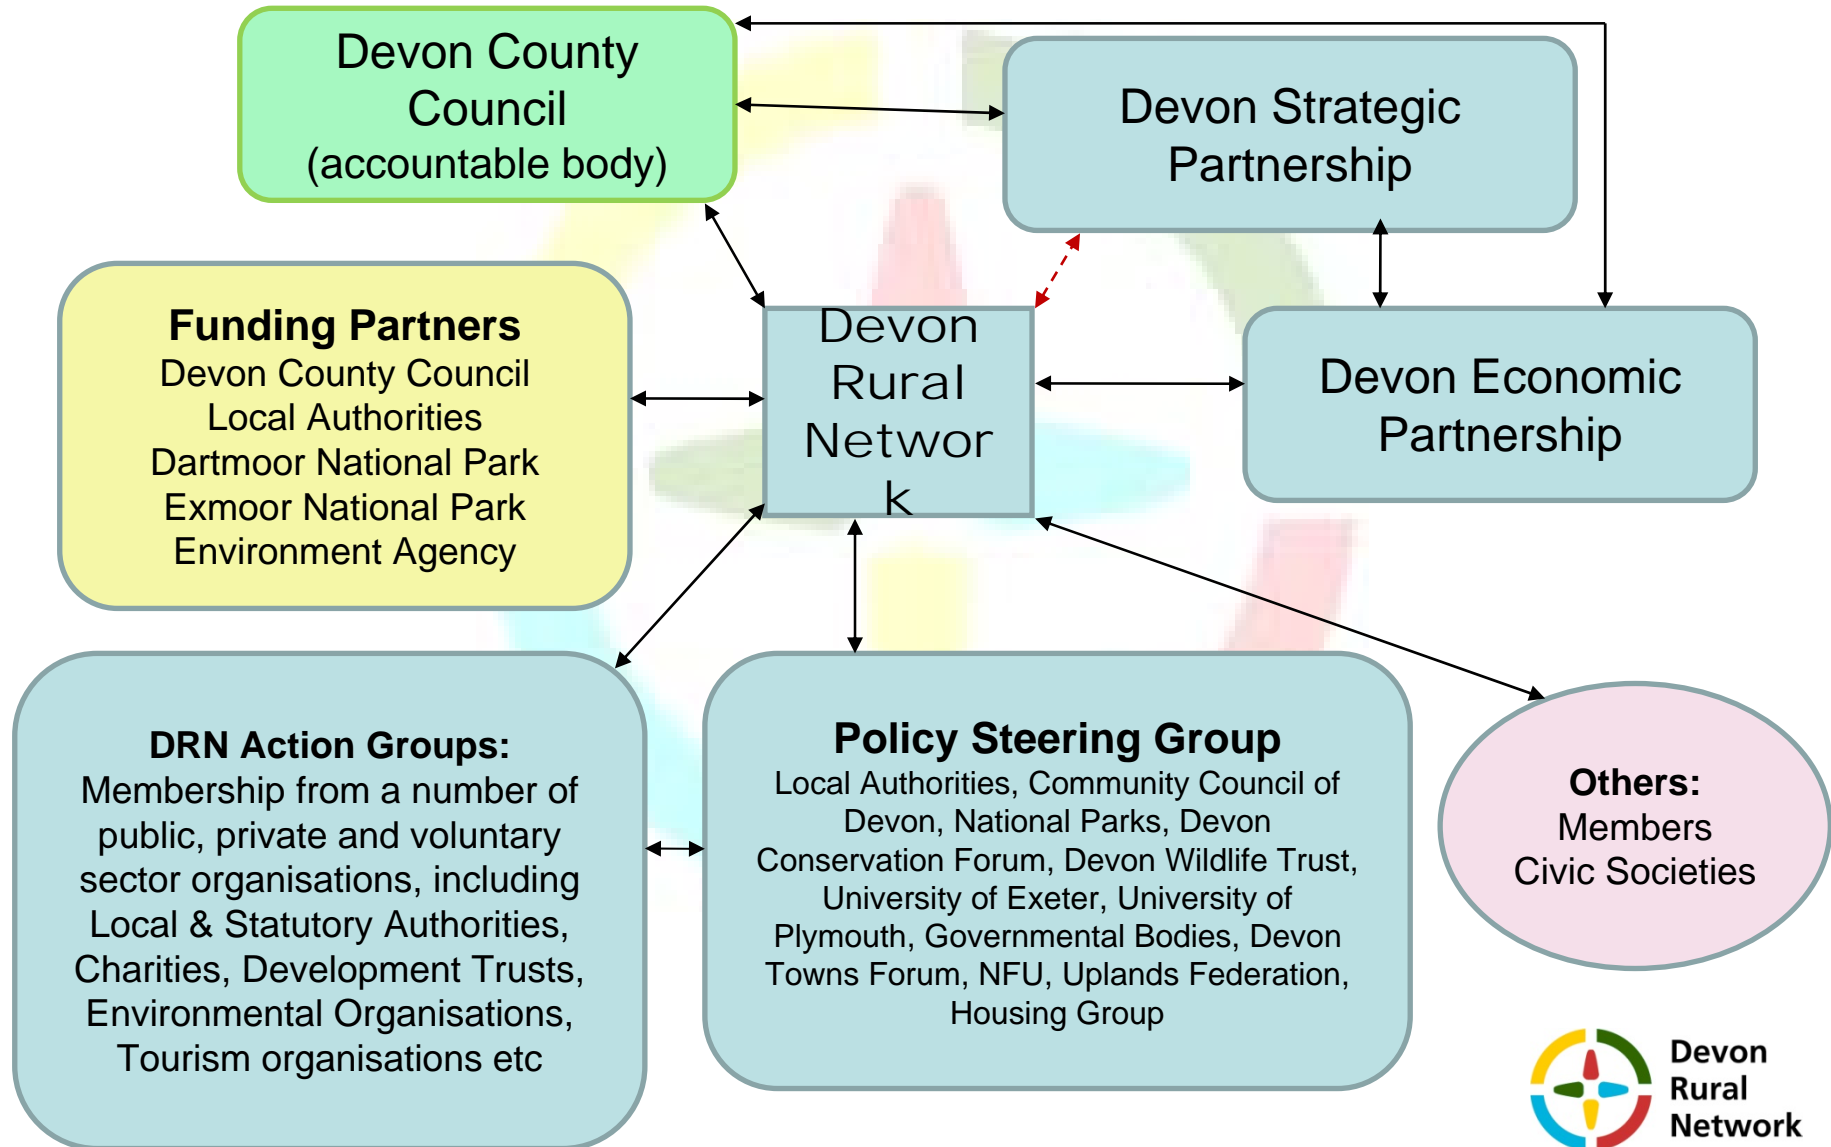 Devon County
Council
(accountable body)
Devon Strategic
Partnership
Funding Partners
Devon County Council
Local Authorities
Dartmoor National Park
Exmoor National Park
Environment Agency
Devon
Rural
Networ
k
Devon Economic
Partnership
DRN Action Groups:
Membership from a number of
public, private and voluntary
sector organisations, including
Local & Statutory Authorities,
Charities, Development Trusts,
Environmental Organisations,
Tourism organisations etc
Policy Steering Group
Local Authorities, Community Council of
Devon, National Parks, Devon
Conservation Forum, Devon Wildlife Trust,
University of Exeter, University of
Plymouth, Governmental Bodies, Devon
Towns Forum, NFU, Uplands Federation,
Housing Group
Others:
Members
Civic Societies
Devon
Rural
Network